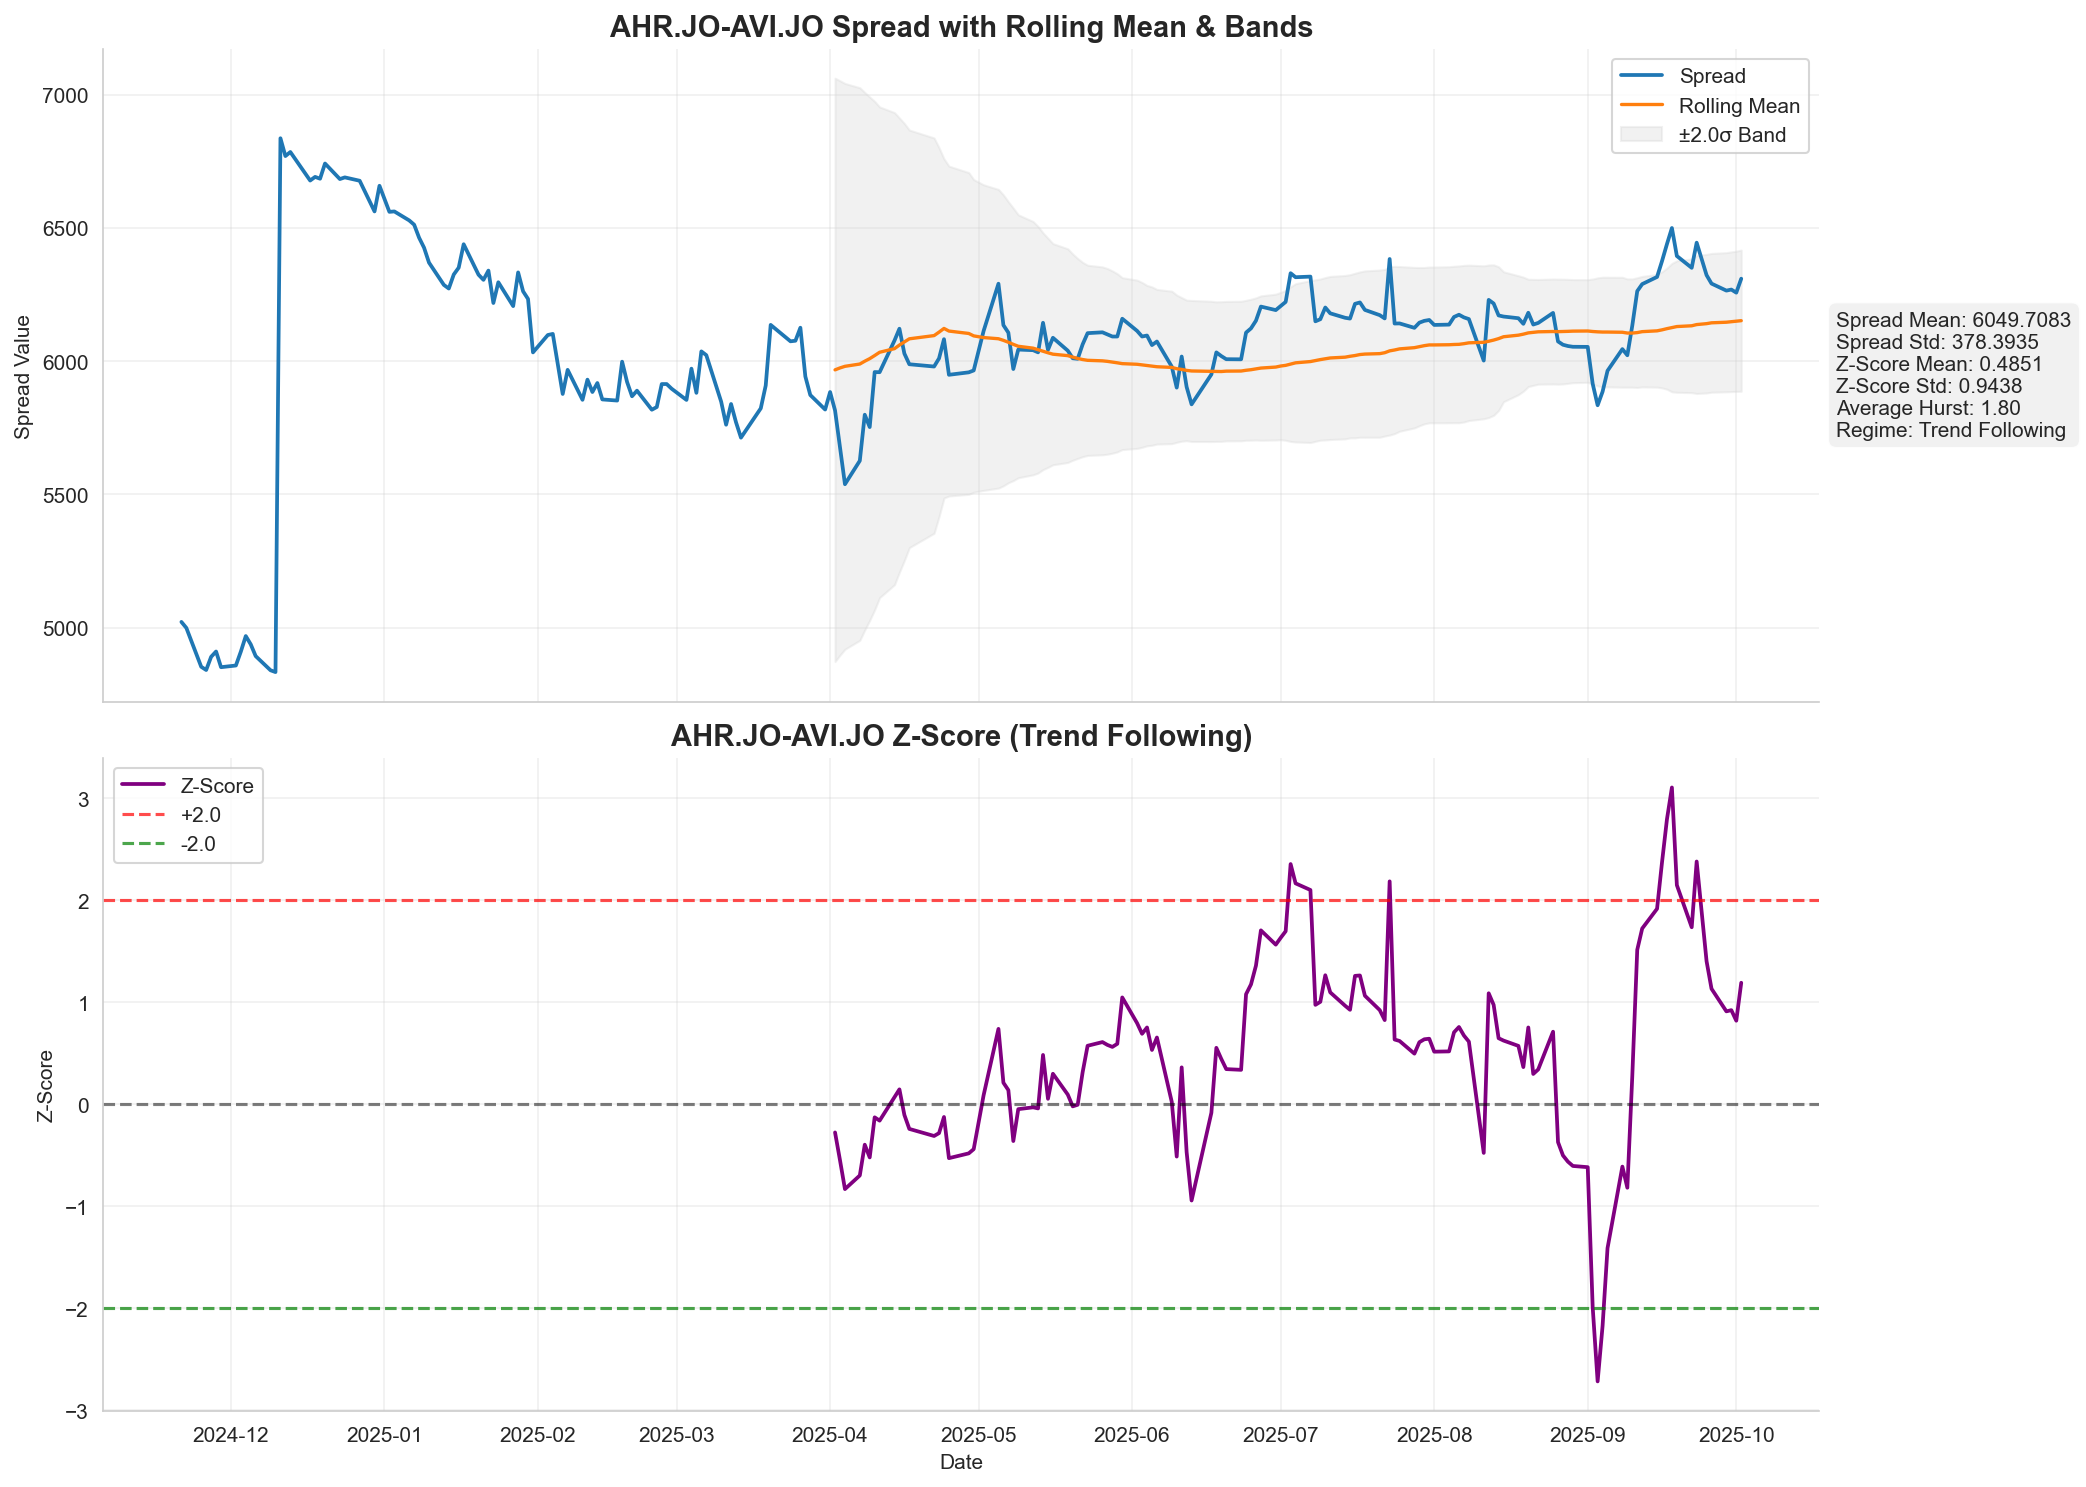 AHR.JO-AVI.JO Spread with Rolling Mean & Bands
Spread Value
7000
6500
6000
5500
5000
Spread
Rolling Mean
±2.0σ Band
Spread Mean: 6049.7083
Spread Std: 378.3935
Z-Score Mean: 0.4851
Z-Score Std: 0.9438
Average Hurst: 1.80
Regime: Trend Following
AHR.JO-AVI.JO Z-Score (Trend Following)
Z-Score
3
2
1
0
−1
−2
−3
Z-Score
+2.0
-2.0
2024-12
2025-01
2025-02
2025-03
2025-04
2025-05
2025-06
2025-07
2025-08
2025-09
2025-10
Date